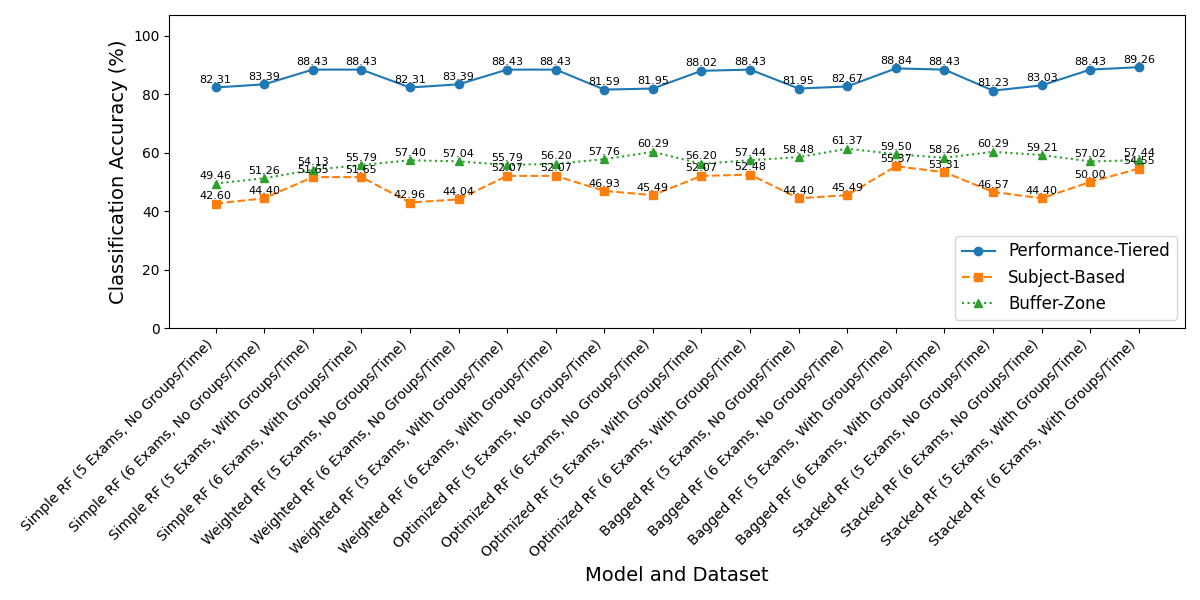 Classification Accuracy (%)
100
80
60
40
20
0
82.31
83.39
88.43
88.43
82.31
83.39
88.43
88.43
81.59
81.95
88.02
88.43
81.95
82.67
88.84
88.43
81.23
83.03
88.43
89.26
49.46
51.26
54.13
55.79
57.40
57.04
55.79
56.20
57.76
60.29
56.20
57.44
58.48
61.37
59.50
58.26
60.29
59.21
57.02
57.44
42.60
44.40
51.65
51.65
42.96
44.04
52.07
52.07
46.93
45.49
52.07
52.48
44.40
45.49
55.37
53.31
46.57
44.40
50.00
54.55
Performance-Tiered
Subject-Based
Buffer-Zone
Simple RF (5 Exams, No Groups/Time)
Simple RF (6 Exams, No Groups/Time)
Simple RF (5 Exams, With Groups/Time)
Simple RF (6 Exams, With Groups/Time)
Weighted RF (5 Exams, No Groups/Time)
Weighted RF (6 Exams, No Groups/Time)
Weighted RF (5 Exams, With Groups/Time)
Weighted RF (6 Exams, With Groups/Time)
Optimized RF (5 Exams, No Groups/Time)
Optimized RF (6 Exams, No Groups/Time)
Optimized RF (5 Exams, With Groups/Time)
Optimized RF (6 Exams, With Groups/Time)
Bagged RF (5 Exams, No Groups/Time)
Bagged RF (6 Exams, No Groups/Time)
Bagged RF (5 Exams, With Groups/Time)
Bagged RF (6 Exams, With Groups/Time)
Stacked RF (5 Exams, No Groups/Time)
Stacked RF (6 Exams, No Groups/Time)
Stacked RF (5 Exams, With Groups/Time)
Stacked RF (6 Exams, With Groups/Time)
Model and Dataset